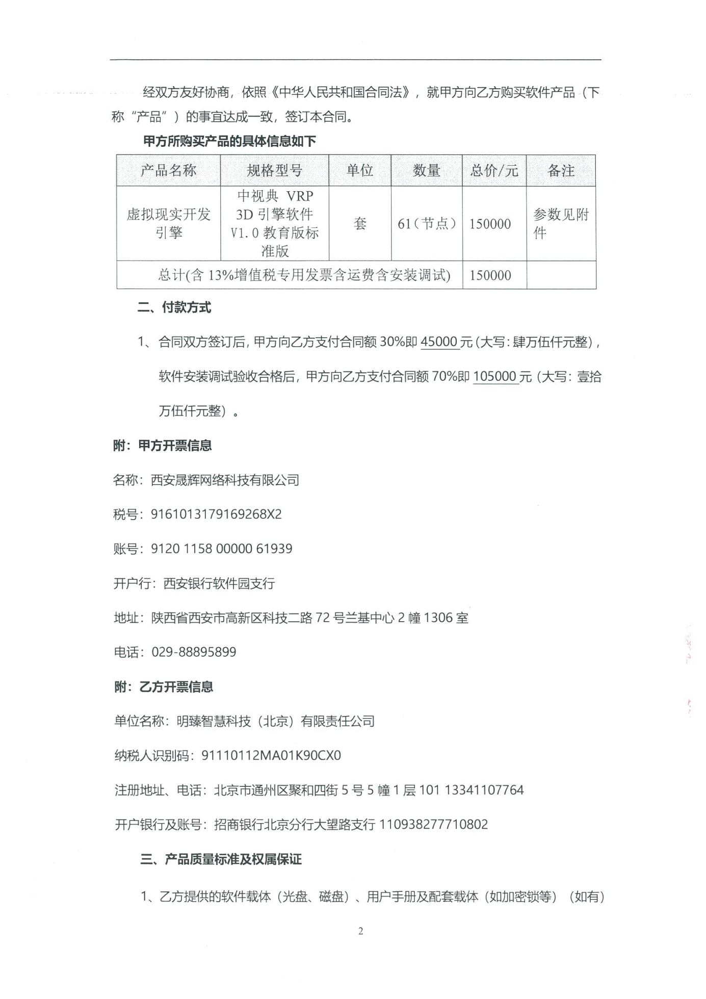 经双方友好协商，依照《中华人民共和国合同法》，就甲方向乙方购买软件产品（下
称“产品”）的事宜达成一致，签订本合同。
甲方所购买产品的具体信息如下
产品名称 规格型号 单位 数量 总价/元 备注
虚拟现实开发
引擎
中视典 VRP
3D 引擎软件
V1.0 教育版标
准版
套
61（节点）
150000
参数见附
件
总计(含 13%增值税专用发票含运费含安装调试) 150000
二、付款方式
1、 合同双方签订后，甲方向乙方支付合同额 30%即 45000 元（大写：肆万伍仟元整），
软件安装调试验收合格后，甲方向乙方支付合同额 70%即 105000 元（大写：壹拾
万伍仟元整）。
附：甲方开票信息
名称：西安晟辉网络科技有限公司
税号：9161013179169268X2
账号：9120 1158 00000 61939
开户行：西安银行软件园支行
地址：陕西省西安市高新区科技二路 72 号兰基中心 2 幢 1306 室
电话：029-88895899
附：乙方开票信息
单位名称：明臻智慧科技（北京）有限责任公司
纳税人识别码：91110112MA01K90CX0
注册地址、电话：北京市通州区聚和四街 5 号 5 幢 1 层 101 13341107764
开户银行及账号：招商银行北京分行大望路支行 110938277710802
三、产品质量标准及权属保证
1、乙方提供的软件载体（光盘、磁盘）、用户手册及配套载体（如加密锁等）（如有）
2